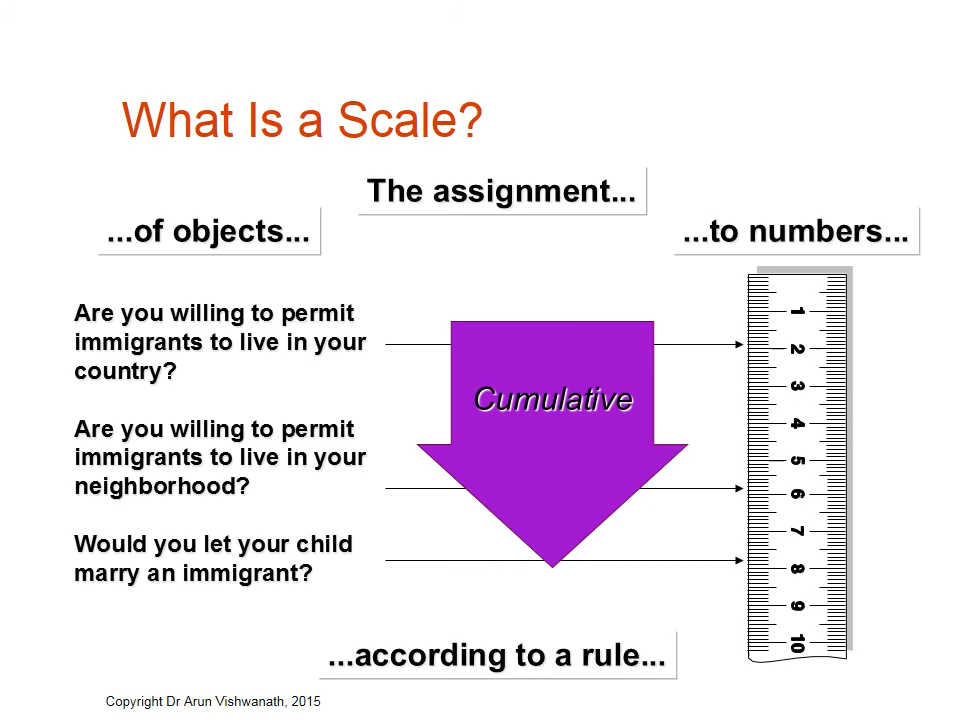 What Is a Scale?
The assignment...
...of objects...
...to numbers...
Are you willing to permit
immigrants to live in your
country?
Are you willing to permit
immigrants to live in your
neighborhood?
Would you let your child
marry an immigrant?
Cumulative
1
2
3
4
5
6
7
8
9
10
...according to a rule...
Copyright Dr Arun Vishwanath, 2015